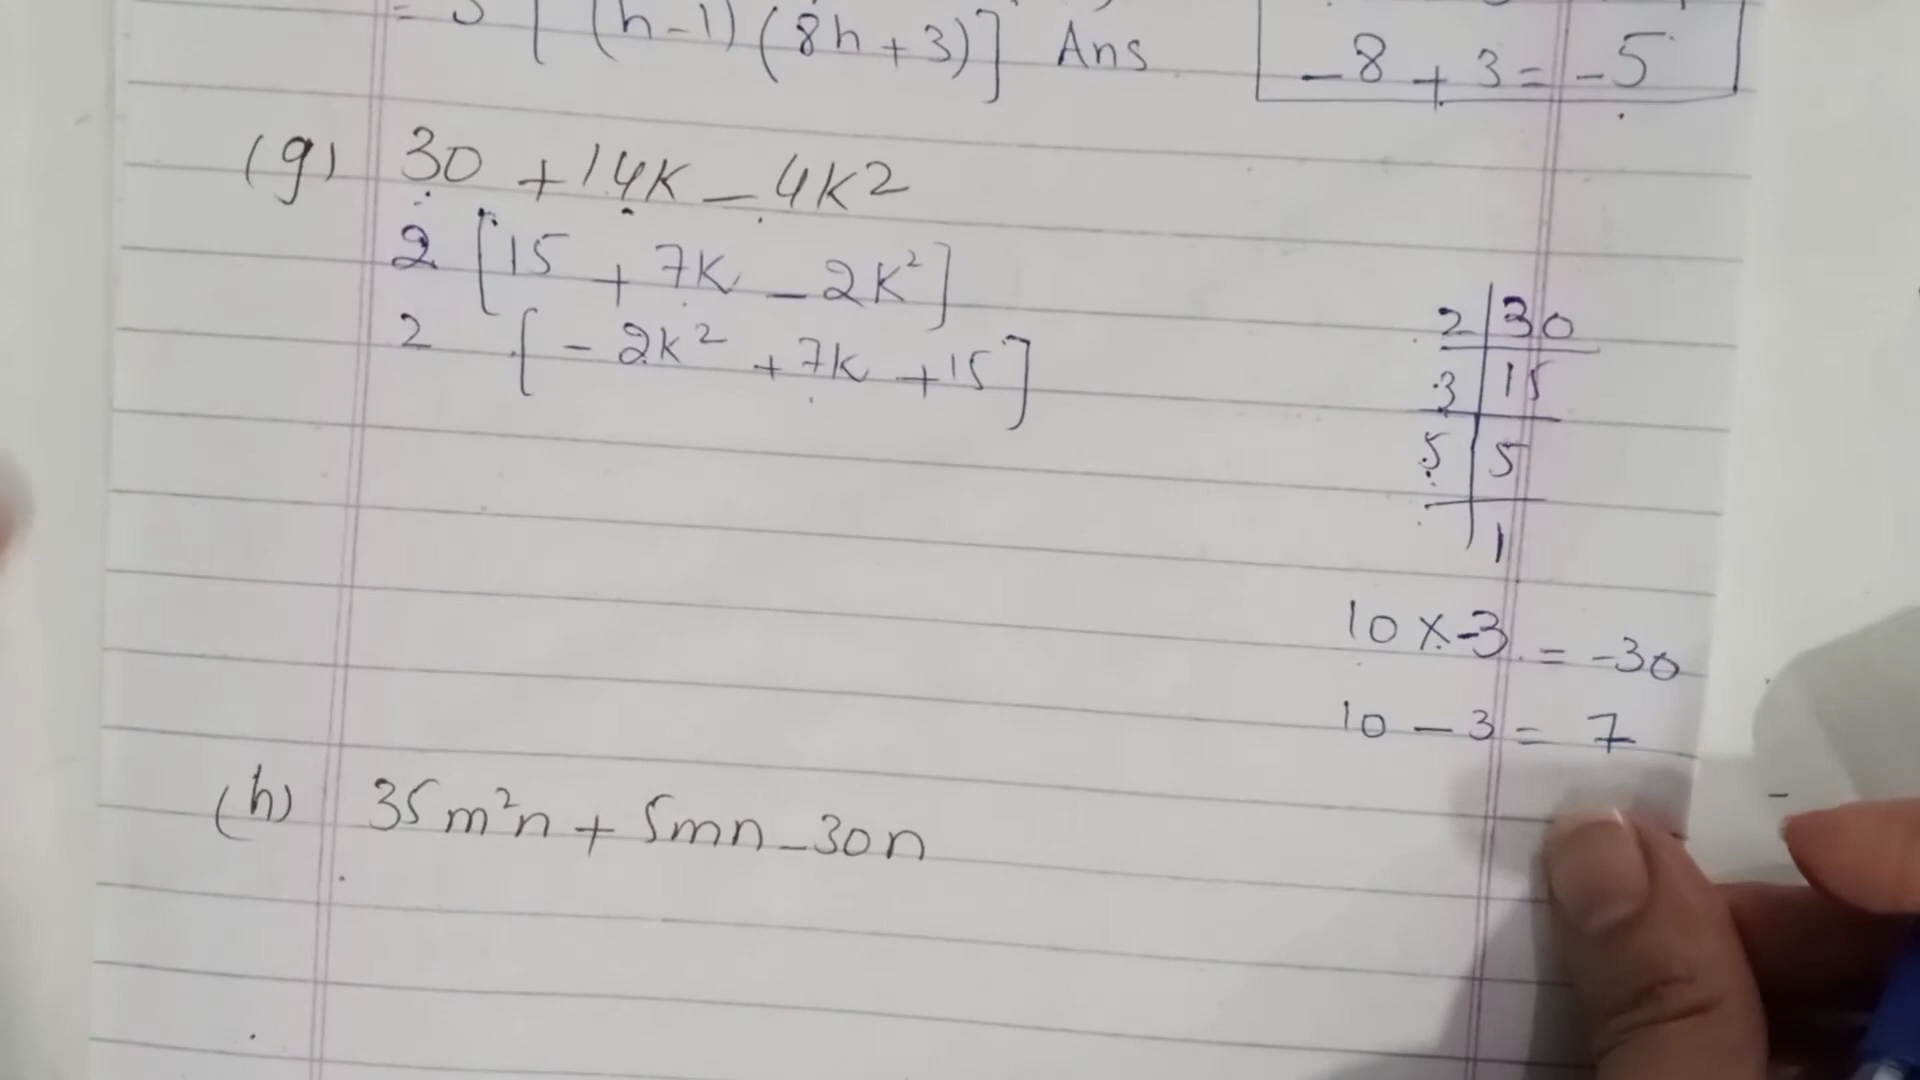 [ (h-1) (8h+3)] Ans
-8 + 3 = -5
(g) 30 + 14K - 4K2
2 [15 + 7K - 2K²]
2 [-2K² + 7K + 15]
2 | 30
3 | 15
5 | 5
| 1
10 x -3 = -30
10 - 3 = 7
(h) 35m²n + 5mn - 30n